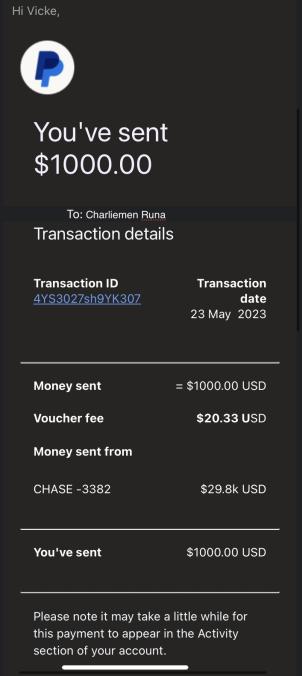 Hi Vicke,
You've sent
$1000.00
To: Charliemen Runa
Transaction details
Transaction ID
4YS3027sh9YK307
Transaction
date
23 May 2023
Money sent = $1000.00 USD
Voucher fee $20.33 USD
Money sent from
CHASE -3382 $29.8k USD
You've sent $1000.00 USD
Please note it may take a little while for
this payment to appear in the Activity
section of your account.